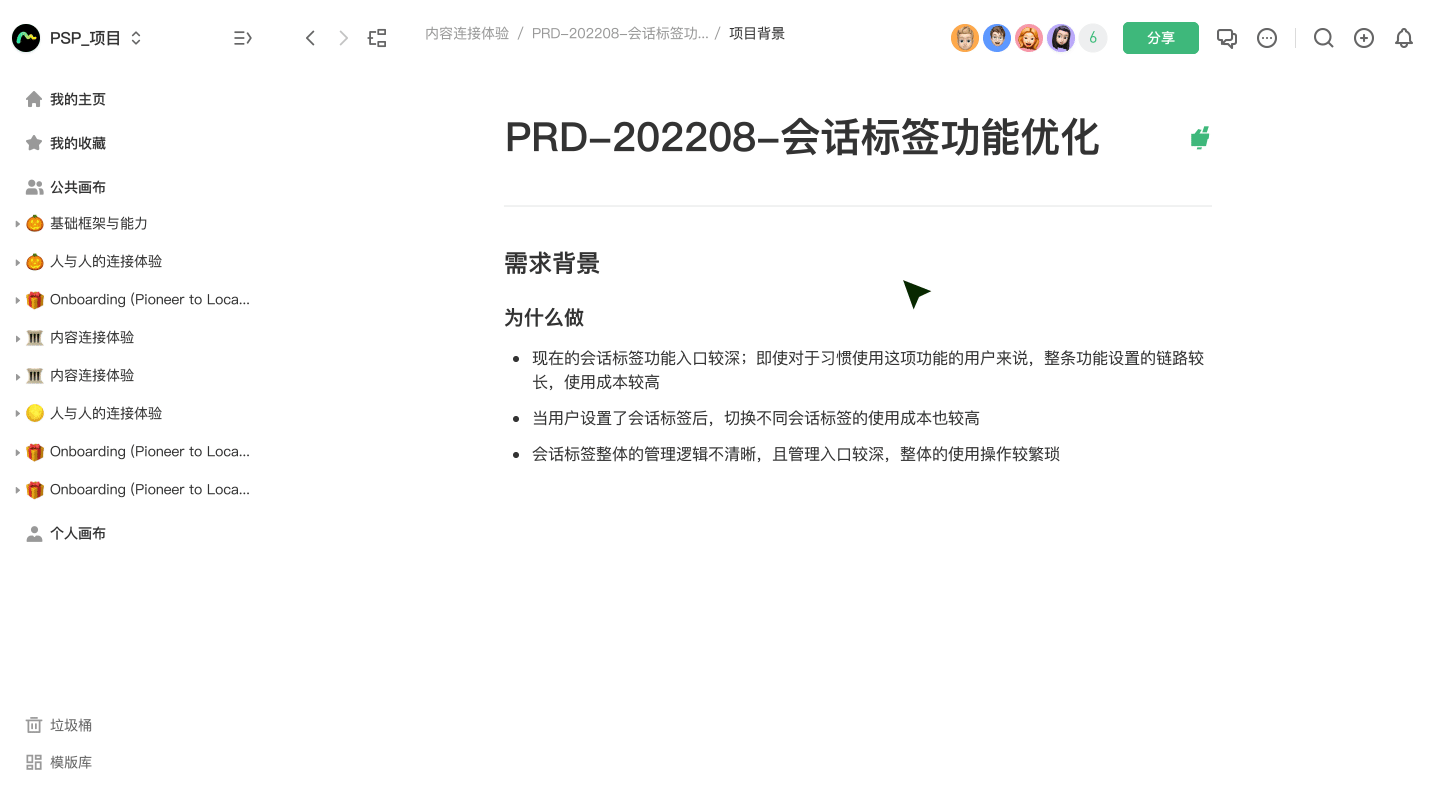 PSP_项目
内容连接体验 / PRD-202208-会话标签功... / 项目背景
6
分享
我的主页
我的收藏
公共画布
基础框架与能力
人与人的连接体验
Onboarding (Pioneer to Loca...
内容连接体验
内容连接体验
人与人的连接体验
Onboarding (Pioneer to Loca...
Onboarding (Pioneer to Loca...
个人画布
垃圾桶
模版库
PRD-202208-会话标签功能优化
需求背景
为什么做
现在的会话标签功能入口较深；即使对于习惯使用这项功能的用户来说，整条功能设置的链路较
长，使用成本较高
当用户设置了会话标签后，切换不同会话标签的使用成本也较高
会话标签整体的管理逻辑不清晰，且管理入口较深，整体的使用操作较繁琐